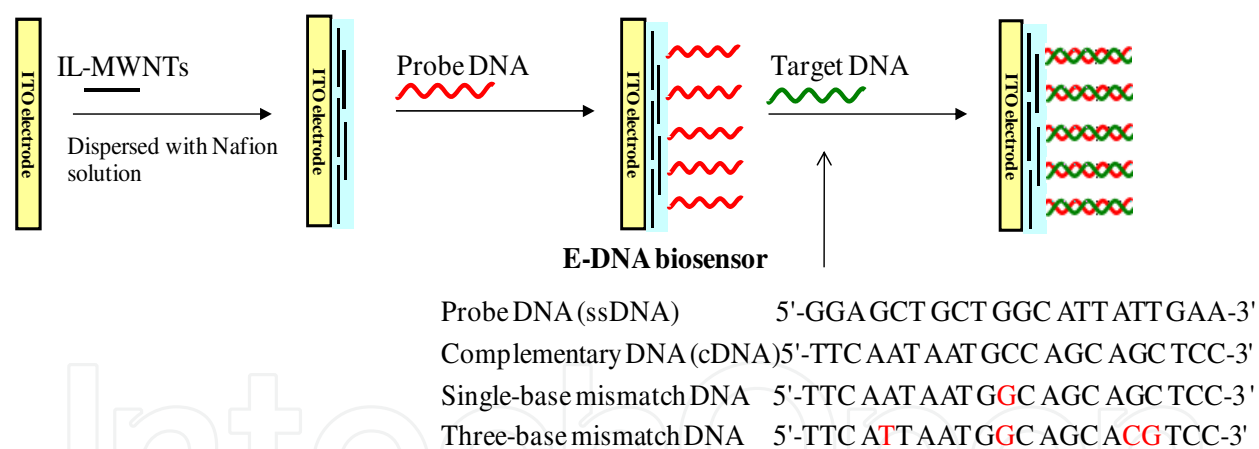 ITO electrode
IL-MWNTs
Dispersed with Nafion
solution
ITO electrode
Probe DNA
ITO electrode
Target DNA
ITO electrode
E-DNA biosensor
Probe DNA (ssDNA) 5'-GGA GCT GCT GGC ATT ATT GAA-3'
Complementary DNA (cDNA) 5'-TTC AAT AAT GCC AGC AGC TCC-3'
Single-base mismatch DNA 5'-TTC AAT AAT GGC AGC AGC TCC-3'
Three-base mismatch DNA 5'-TTC ATT AAT GGC AGC ACG TCC-3'
IntechOpen